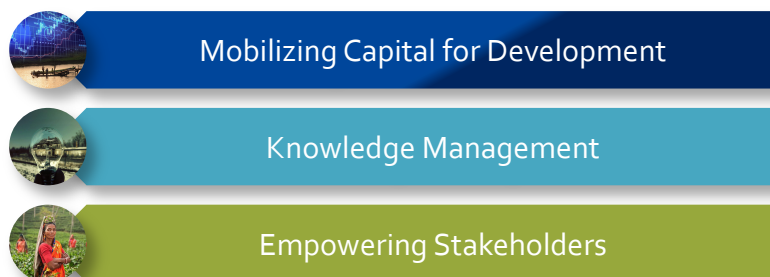 Mobilizing Capital for Development
Knowledge Management
Empowering Stakeholders